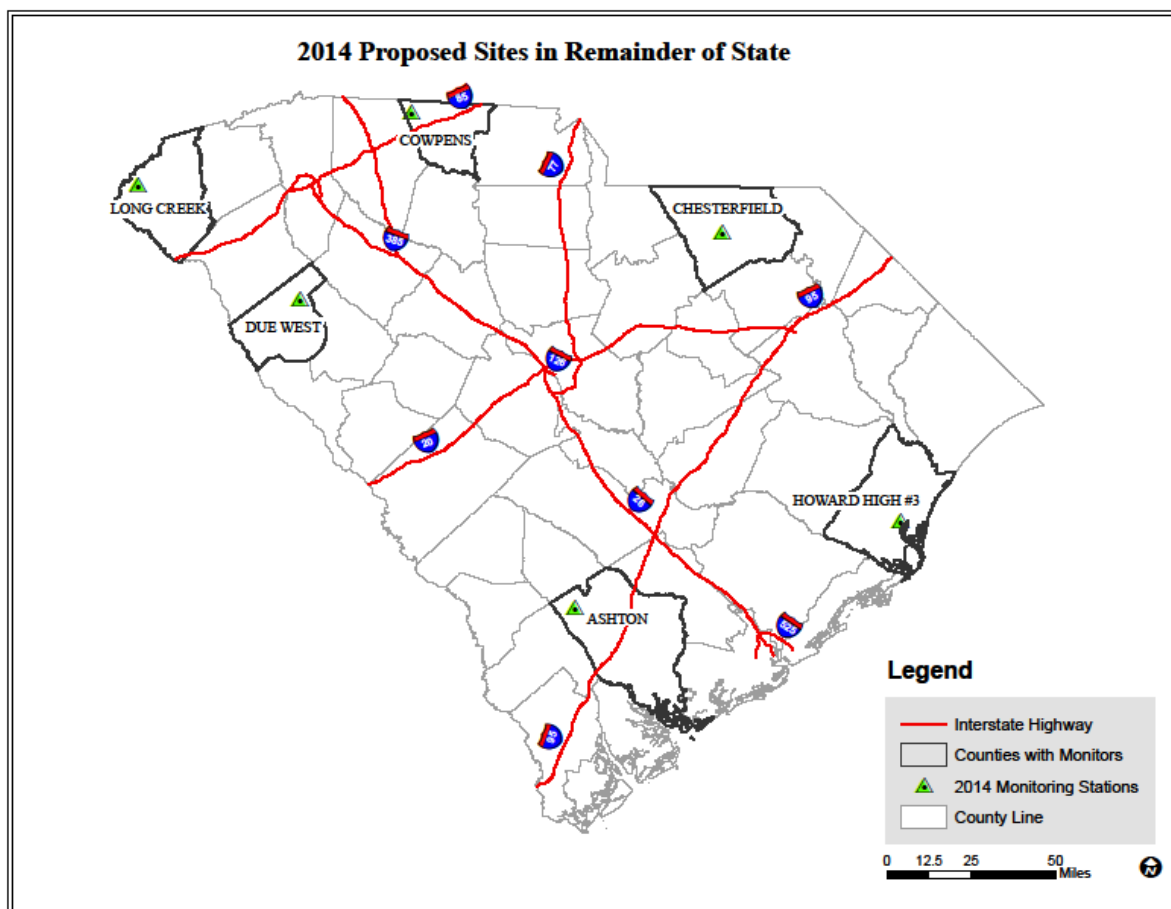 2014 Proposed Sites in Remainder of State
85
COWPENS
77
LONG CREEK
CHESTERFIELD
385
95
DUE WEST
126
20
26
HOWARD HIGH #3
ASHTON
526
95
Legend
Interstate Highway
Counties with Monitors
2014 Monitoring Stations
County Line
0 12.5 25 50
Miles
N